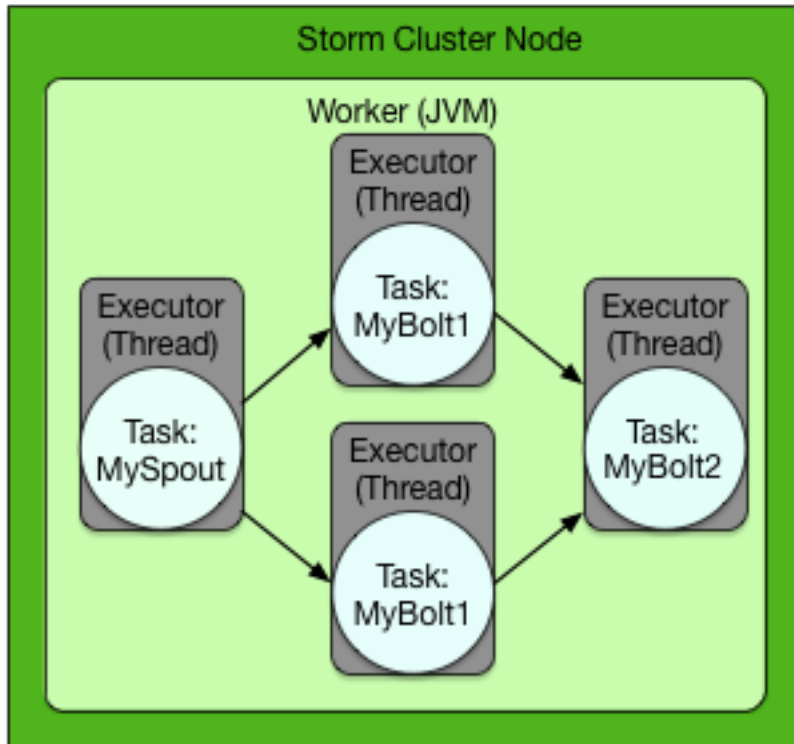 Storm Cluster Node
Worker (JVM)
Executor
(Thread)
Task:
MyBolt1
Executor
(Thread)
Task:
MySpout
Executor
(Thread)
Task:
MyBolt2
Executor
(Thread)
Task:
MyBolt1